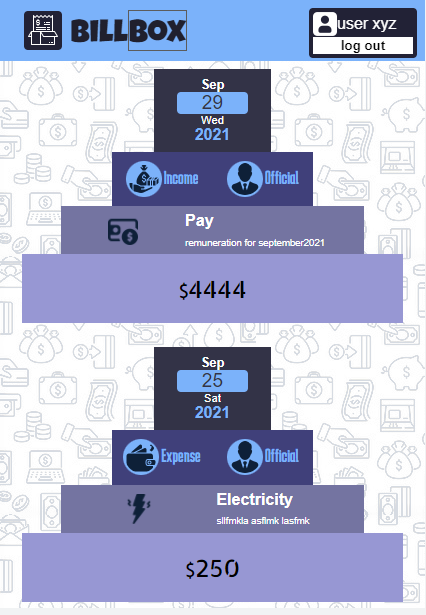 BILLBOX
user xyz
log out
Sep
29
Wed
2021
Income Official
Pay
remuneration for september2021
$4444
Sep
25
Sat
2021
Expense Official
Electricity
sllfmkla asflmk lasfmk
$250